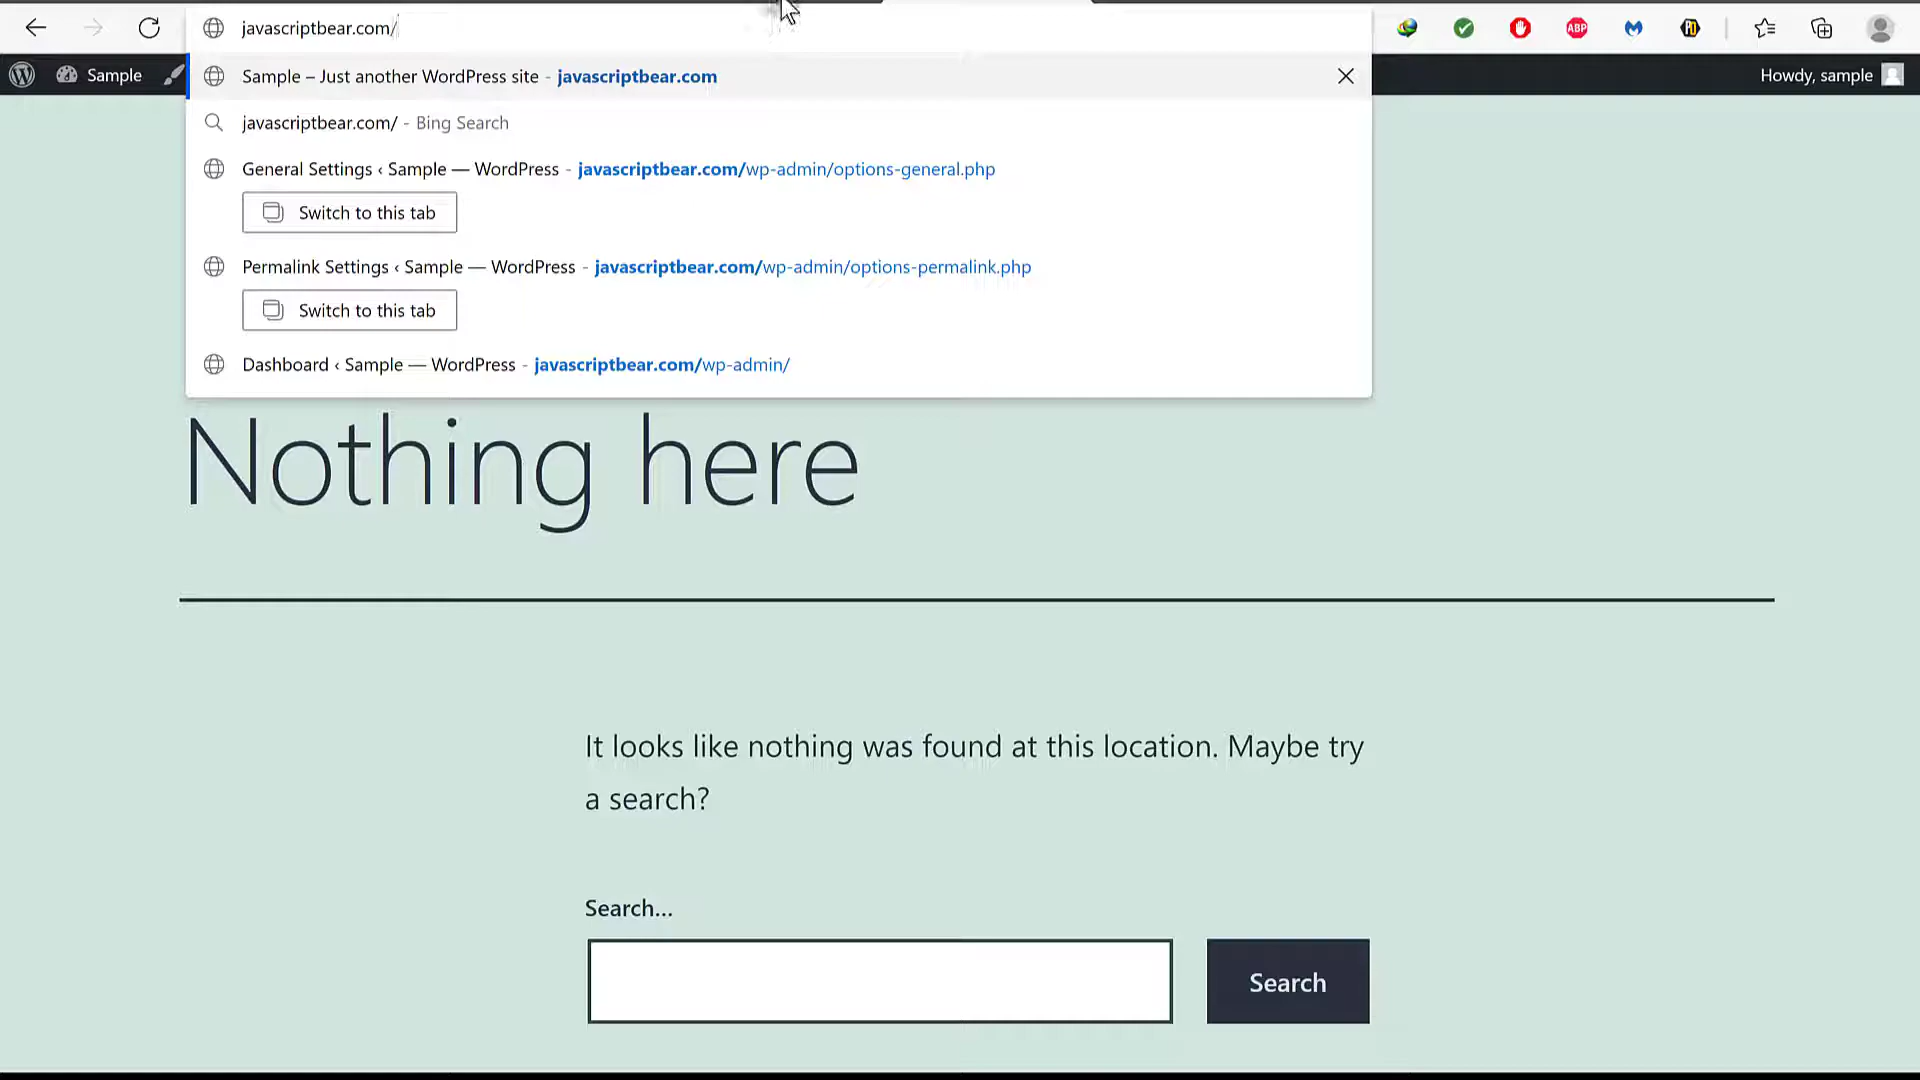 javascriptbear.com/
Sample Howdy, sample
Sample – Just another WordPress site - javascriptbear.com
javascriptbear.com/ - Bing Search
General Settings ‹ Sample — WordPress - javascriptbear.com/wp-admin/options-general.php
Switch to this tab
Permalink Settings ‹ Sample — WordPress - javascriptbear.com/wp-admin/options-permalink.php
Switch to this tab
Dashboard ‹ Sample — WordPress - javascriptbear.com/wp-admin/
Nothing here
It looks like nothing was found at this location. Maybe try
a search?
Search...
Search
ABP